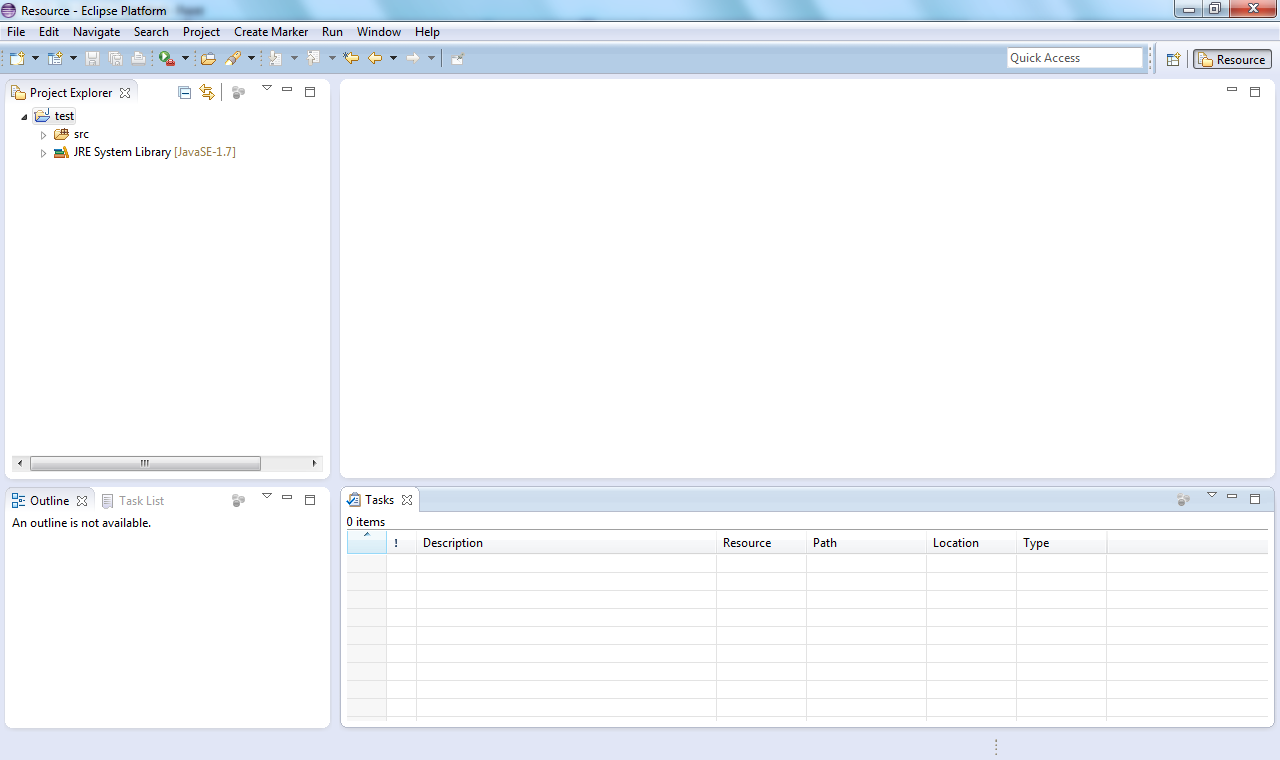 Resource - Eclipse Platform
File Edit Navigate Search Project Create Marker Run Window Help
Quick Access
Resource
Project Explorer
test
src
JRE System Library [JavaSE-1.7]
Outline Task List
An outline is not available.
Tasks
0 items
! Description Resource Path Location Type